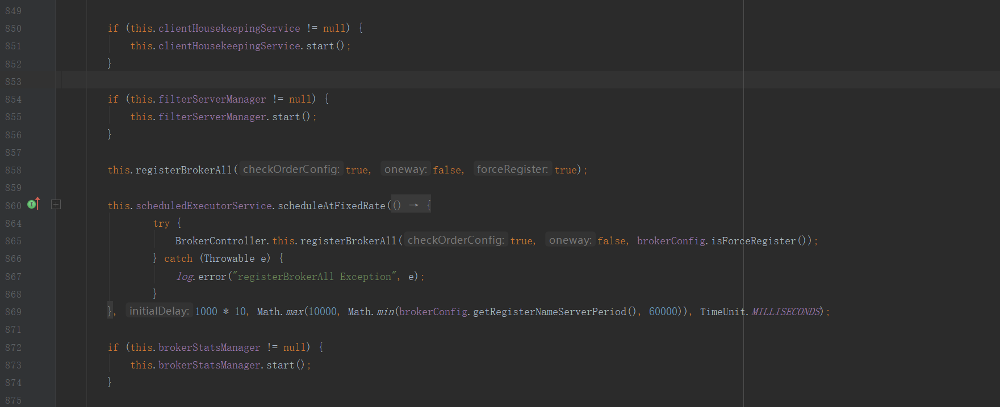 849
850 if (this.clientHousekeepingService != null) {
851 this.clientHousekeepingService.start();
852 }
853
854 if (this.filterServerManager != null) {
855 this.filterServerManager.start();
856 }
857
858 this.registerBrokerAll( checkOrderConfig: true, oneway: false, forceRegister: true);
859
860 this.scheduledExecutorService.scheduleAtFixedRate(() → {
864 try {
865 BrokerController.this.registerBrokerAll( checkOrderConfig: true, oneway: false, brokerConfig.isForceRegister());
866 } catch (Throwable e) {
867 log.error("registerBrokerAll Exception", e);
868 }
869 }, initialDelay: 1000 * 10, Math.max(10000, Math.min(brokerConfig.getRegisterNameServerPeriod(), 60000)), TimeUnit.MILLISECONDS);
871
872 if (this.brokerStatsManager != null) {
873 this.brokerStatsManager.start();
874 }
875